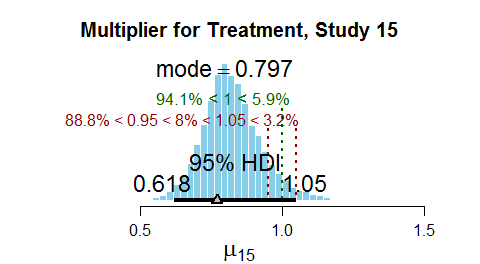 Multiplier for Treatment, Study 15
mode = 0.797
94.1% < 1 < 5.9%
88.8% < 0.95 < 8% < 1.05 < 3.2%
95% HDI
0.618 1.05
0.5 1.0 1.5
μ15